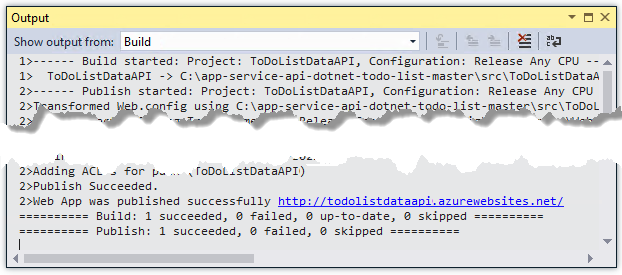 Output
Show output from: Build
1>------ Build started: Project: ToDoListDataAPI, Configuration: Release Any CPU --
1>  ToDoListDataAPI -> C:\app-service-api-dotnet-todo-list-master\src\ToDoListDataA
2>------ Publish started: Project: ToDoListDataAPI, Configuration: Release Any CPU
2>Transformed Web.config using C:\app-service-api-dotnet-todo-list-master\src\ToDoL
2>
2>Adding ACL's for (ToDoListDataAPI)
2>Publish Succeeded.
2>Web App was published successfully http://todolistdataapi.azurewebsites.net/
========== Build: 1 succeeded, 0 failed, 0 up-to-date, 0 skipped ==========
========== Publish: 1 succeeded, 0 failed, 0 skipped ==========